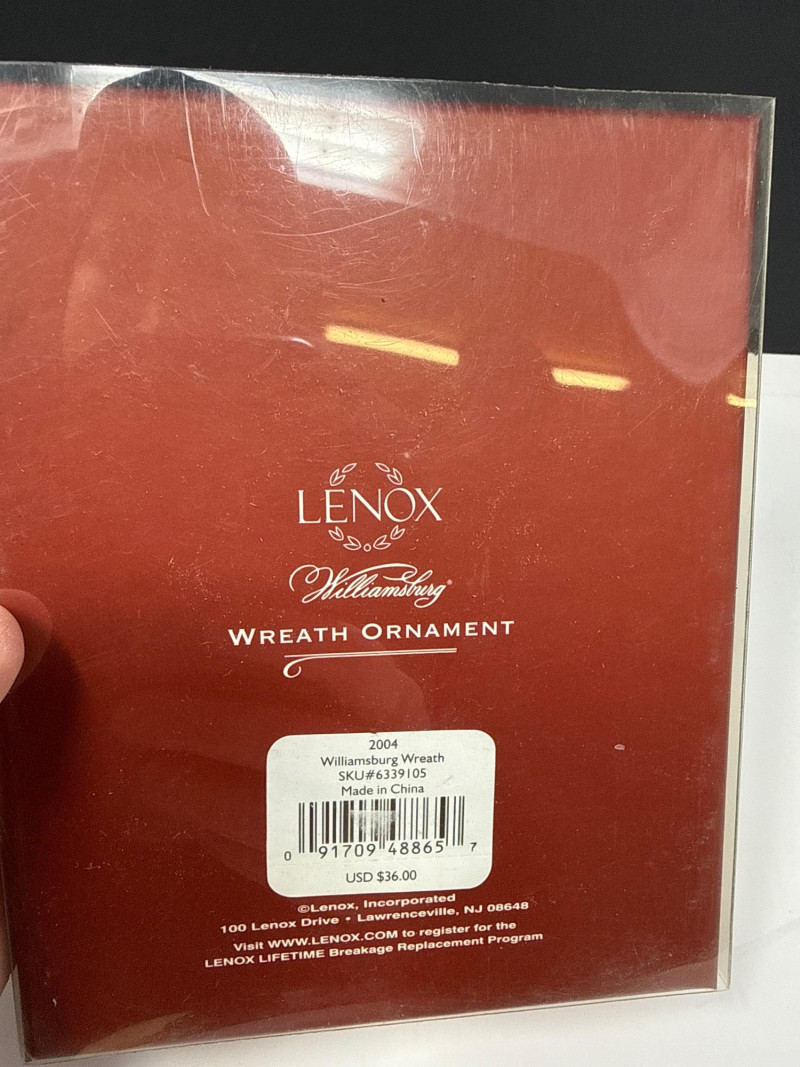 LENOX
Williamsburg®
WREATH ORNAMENT
2004
Williamsburg Wreath
SKU#6339105
Made in China
0 91709 48865 7
USD $36.00
©Lenox, Incorporated
100 Lenox Drive • Lawrenceville, NJ 08648
Visit WWW.LENOX.COM to register for the
LENOX LIFETIME Breakage Replacement Program